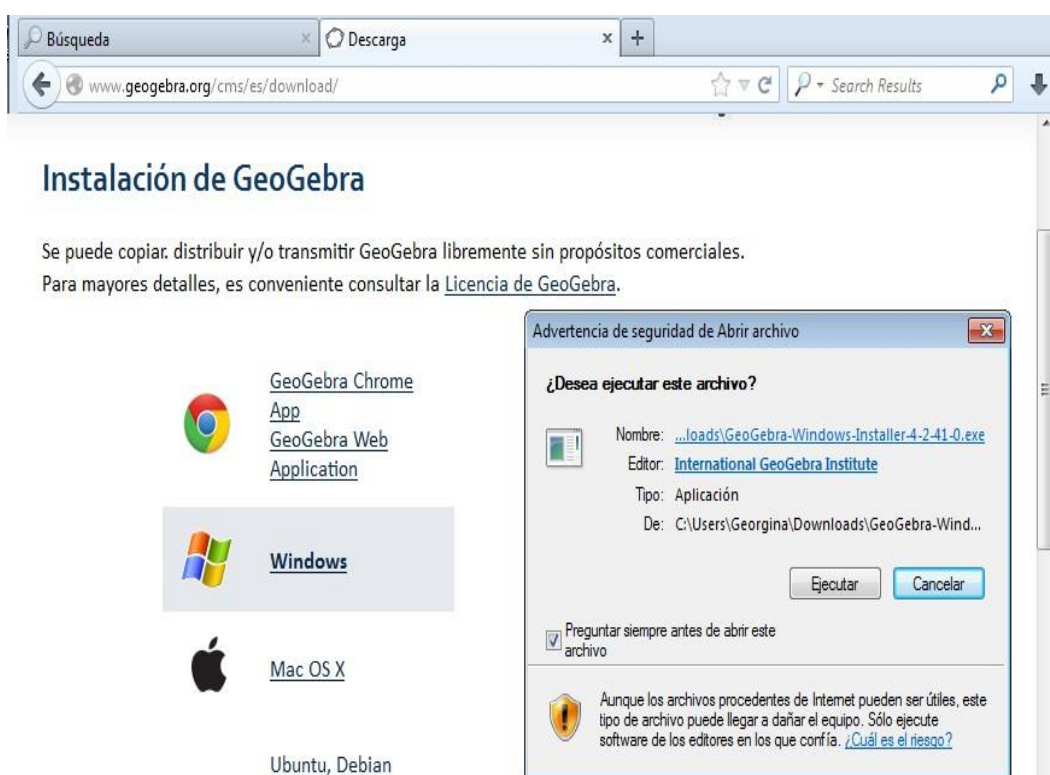 Búsqueda
Descarga
www.geogebra.org/cms/es/download/
Search Results
Instalación de GeoGebra
Se puede copiar. distribuir y/o transmitir GeoGebra libremente sin propósitos comerciales.
Para mayores detalles, es conveniente consultar la Licencia de GeoGebra.
GeoGebra Chrome
App
GeoGebra Web
Application
Windows
Mac OS X
Ubuntu, Debian
Advertencia de seguridad de Abrir archivo
¿Desea ejecutar este archivo?
Nombre: ...loads\GeoGebra-Windows-Installer-4-2-41-0.exe
Editor: International GeoGebra Institute
Tipo: Aplicación
De: C:\Users\Georgina\Downloads\GeoGebra-Wind...
Ejecutar Cancelar
Preguntar siempre antes de abrir este
archivo
Aunque los archivos procedentes de Internet pueden ser útiles, este
tipo de archivo puede llegar a dañar el equipo. Sólo ejecute
software de los editores en los que confía. ¿Cuál es el riesgo?